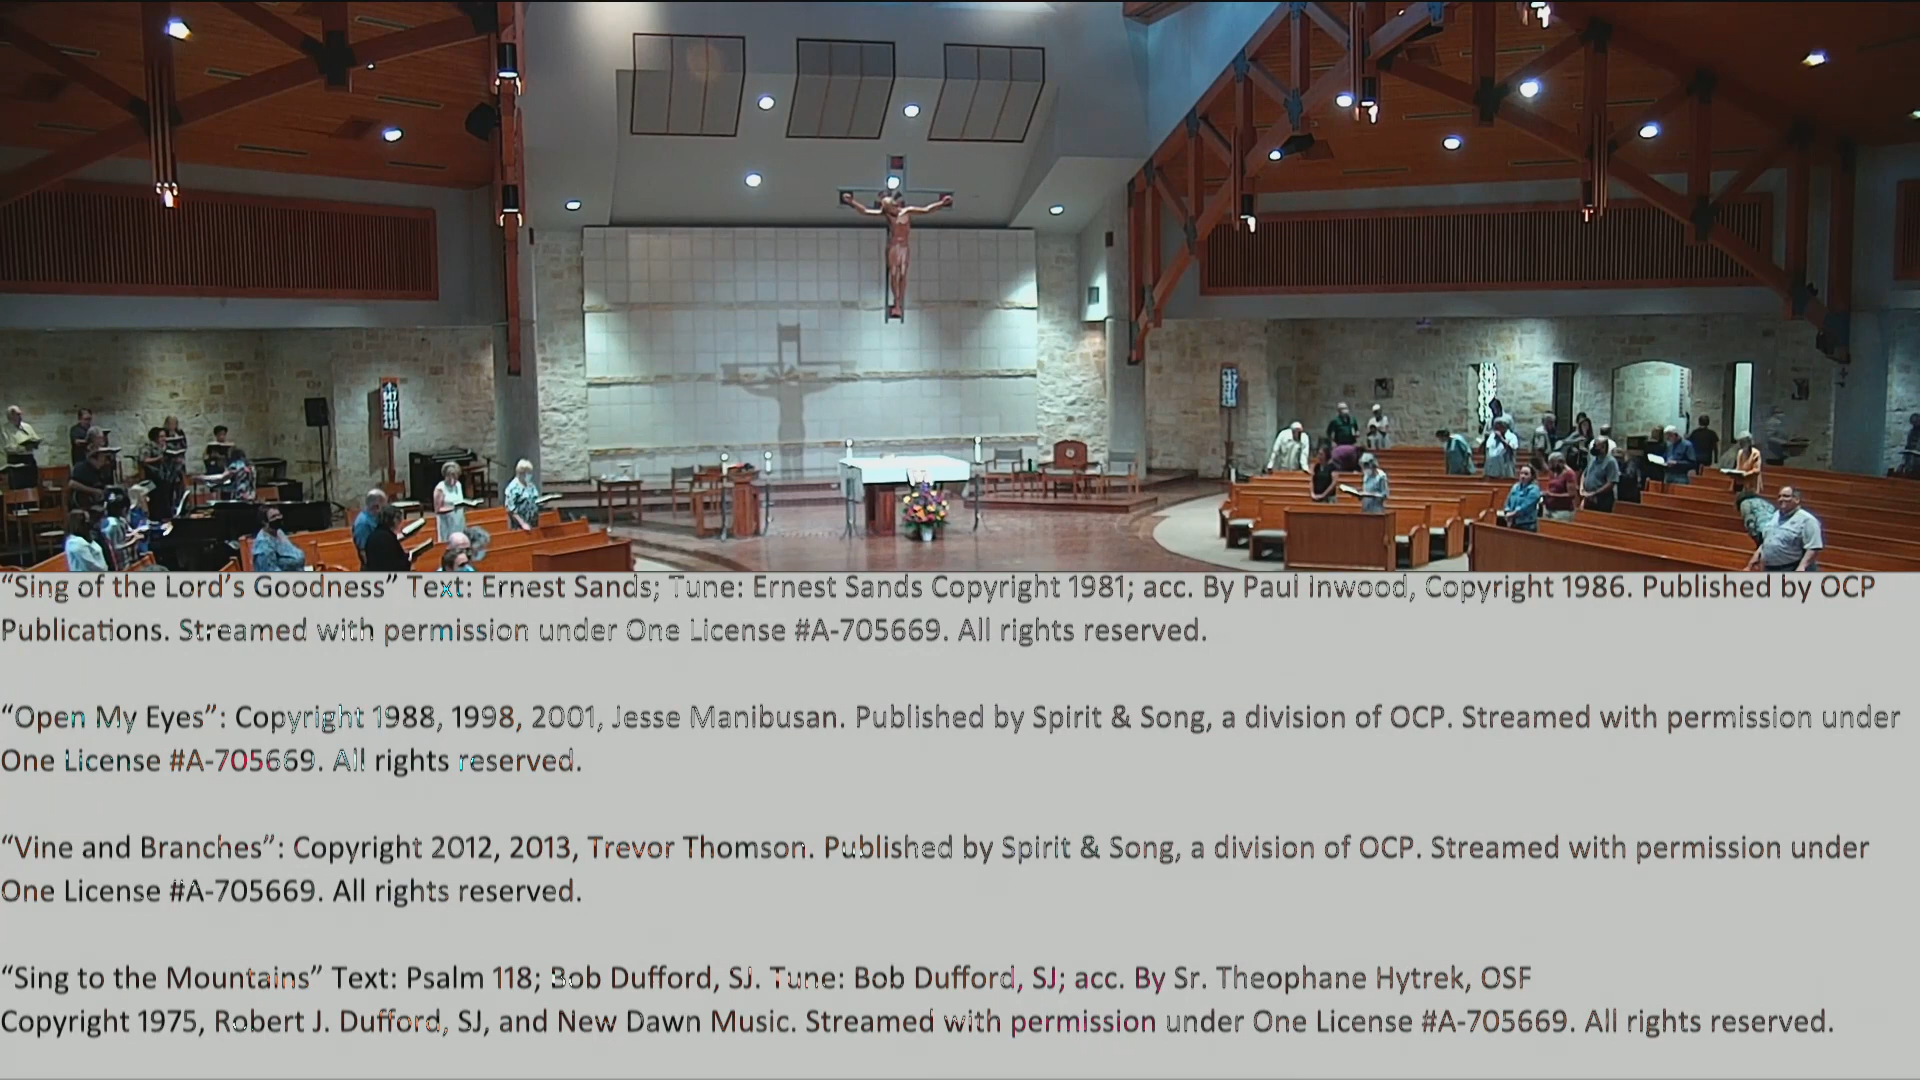 “Sing of the Lord’s Goodness” Text: Ernest Sands; Tune: Ernest Sands Copyright 1981; acc. By Paul Inwood, Copyright 1986. Published by OCP
Publications. Streamed with permission under One License #A-705669. All rights reserved.
“Open My Eyes”: Copyright 1988, 1998, 2001, Jesse Manibusan. Published by Spirit & Song, a division of OCP. Streamed with permission under
One License #A-705669. All rights reserved.
“Vine and Branches”: Copyright 2012, 2013, Trevor Thomson. Published by Spirit & Song, a division of OCP. Streamed with permission under
One License #A-705669. All rights reserved.
“Sing to the Mountains” Text: Psalm 118; Bob Dufford, SJ. Tune: Bob Dufford, SJ; acc. By Sr. Theophane Hytrek, OSF
Copyright 1975, Robert J. Dufford, SJ, and New Dawn Music. Streamed with permission under One License #A-705669. All rights reserved.